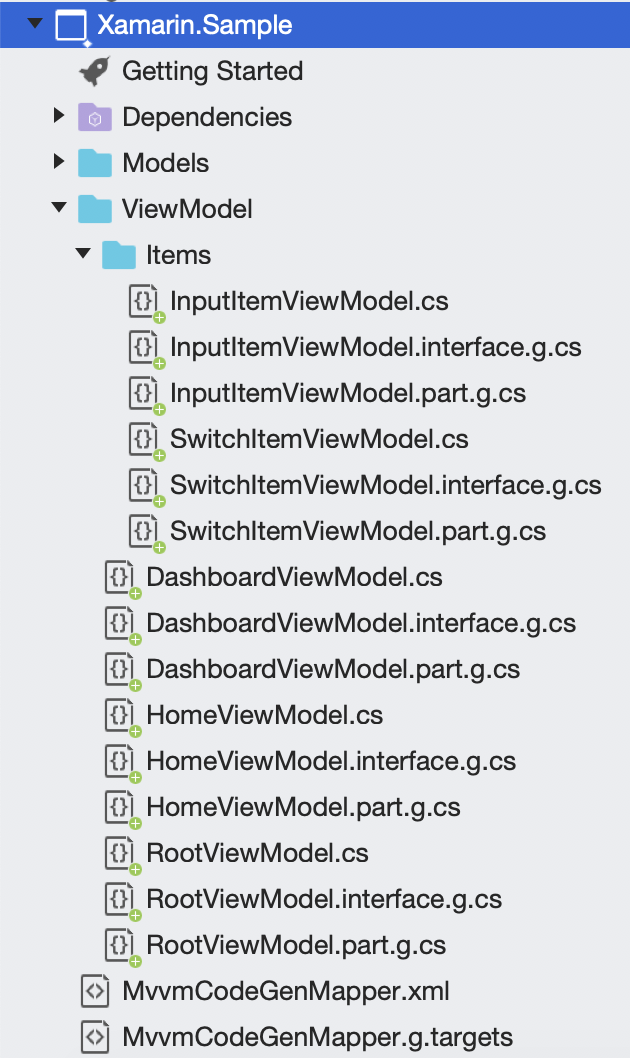 Xamarin.Sample
Getting Started
Dependencies
Models
ViewModel
Items
InputItemViewModel.cs
InputItemViewModel.interface.g.cs
InputItemViewModel.part.g.cs
SwitchItemViewModel.cs
SwitchItemViewModel.interface.g.cs
SwitchItemViewModel.part.g.cs
DashboardViewModel.cs
DashboardViewModel.interface.g.cs
DashboardViewModel.part.g.cs
HomeViewModel.cs
HomeViewModel.interface.g.cs
HomeViewModel.part.g.cs
RootViewModel.cs
RootViewModel.interface.g.cs
RootViewModel.part.g.cs
MvvmCodeGenMapper.xml
MvvmCodeGenMapper.g.targets